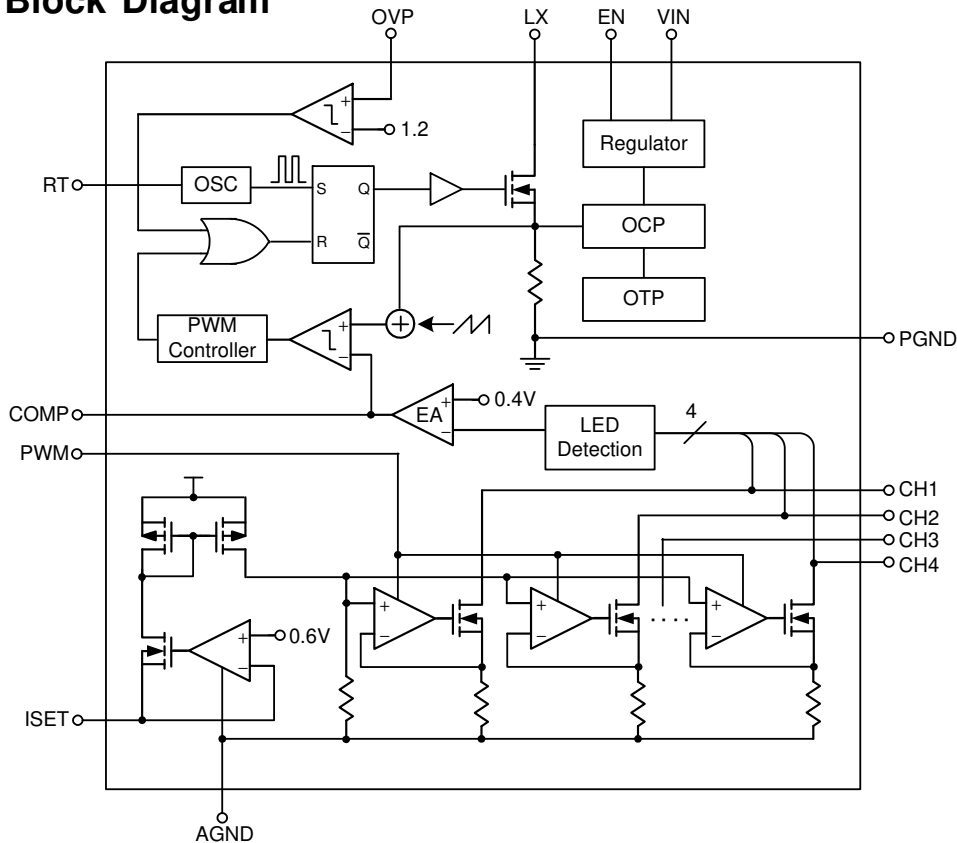 Block Diagram
OVP
LX
EN
VIN
+
−
1.2
Regulator
RT
OSC
S
Q
R
Q̅
OCP
OTP
+
PWM
Controller
+
−
PGND
COMP
EA
+
−
0.4V
LED
Detection
4
PWM
CH1
CH2
CH3
CH4
+
−
+
−
....
+
−
+
−
0.6V
ISET
AGND